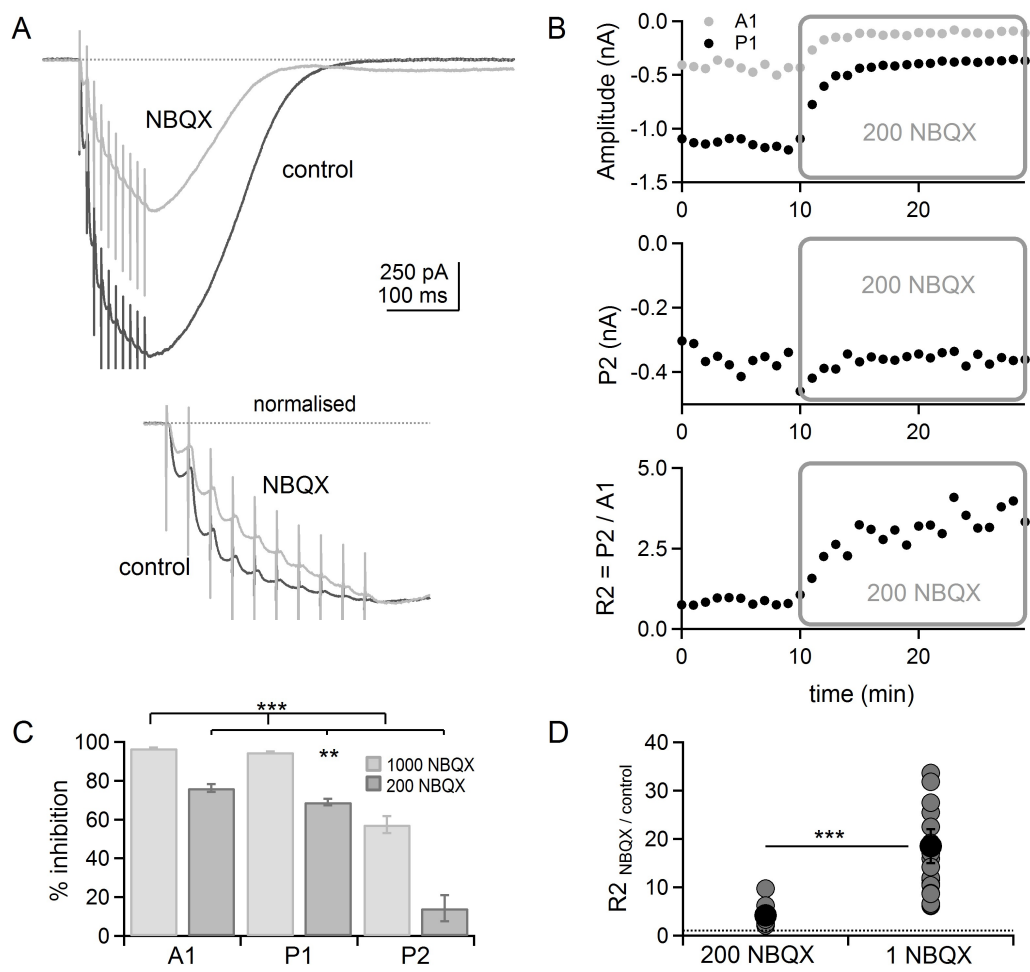 A
NBQX
control
250 pA
100 ms
normalised
NBQX
control
B
Amplitude (nA)
0.0
-0.5
-1.0
-1.5
A1
P1
200 NBQX
0
10
20
P2 (nA)
0.0
-0.2
-0.4
200 NBQX
0
10
20
R2 = P2 / A1
5.0
2.5
0.0
200 NBQX
0
10
20
time (min)
C
% inhibition
100
80
60
40
20
0
***
**
1000 NBQX
200 NBQX
A1
P1
P2
D
R2 NBQX / control
40
30
20
10
0
***
200 NBQX
1 NBQX